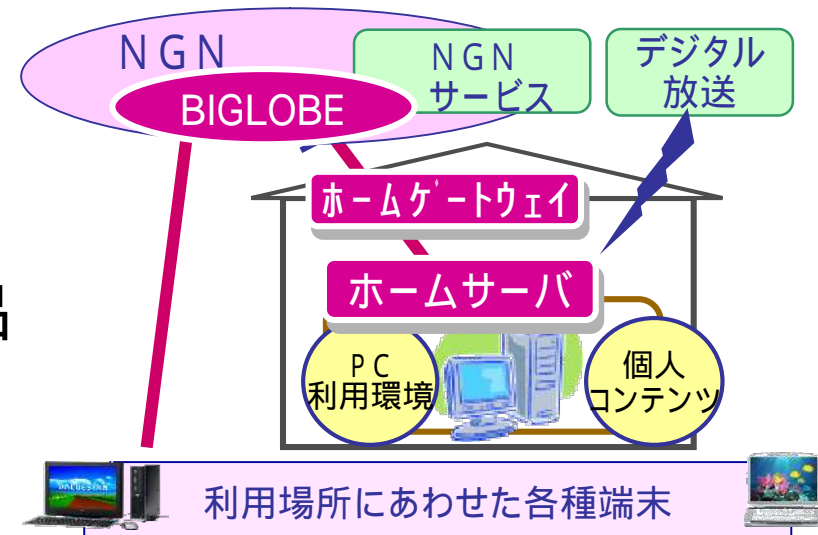 NGN
NGN
サービス
デジタル
放送
BIGLOBE
ホームゲートウェイ
ホームサーバ
PC
利用環境
個人
コンテンツ
VALUESTAR
利用場所にあわせた各種端末